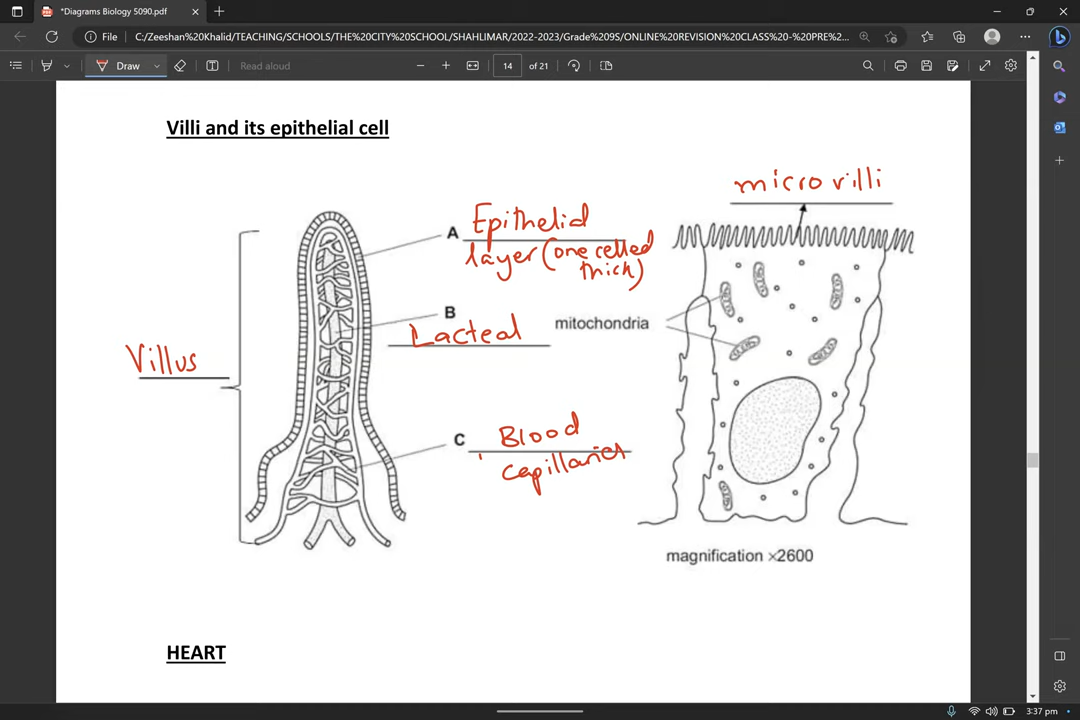 *Diagrams Biology 5090.pdf
File
C:/Zeeshan%20Khalid/TEACHING/SCHOOLS/THE%20CITY%20SCHOOL/SHAHLIMAR/2022-2023/Grade%209S/ONLINE%20REVISION%20CLASS%20-%20PRE%...
Draw
Read aloud
14 of 21
Villi and its epithelial cell
micro villi
A Epithelid
layer (one celled
thick)
B
Lacteal
mitochondria
Villus
C Blood
capillaries
magnification ×2600
HEART
3:37 pm